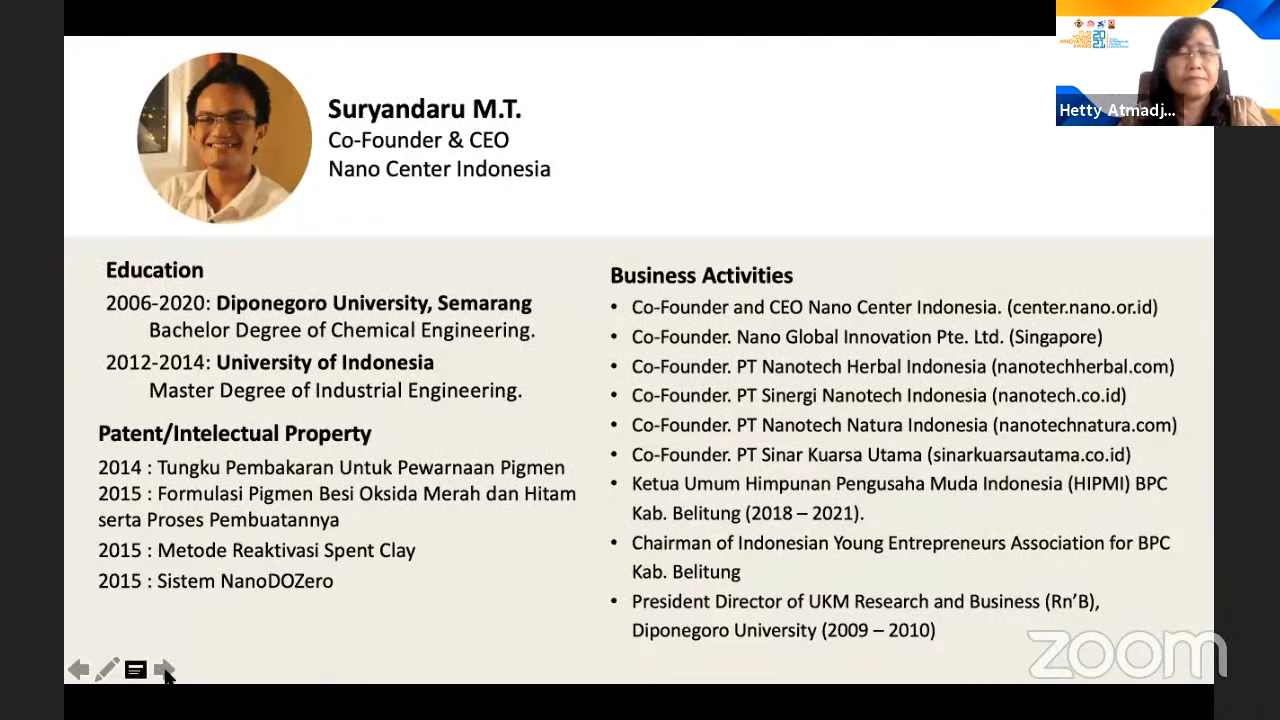 Suryandaru M.T.
Co-Founder & CEO
Nano Center Indonesia
Education
2006-2020: Diponegoro University, Semarang
Bachelor Degree of Chemical Engineering.
2012-2014: University of Indonesia
Master Degree of Industrial Engineering.
Patent/Intelectual Property
2014 : Tungku Pembakaran Untuk Pewarnaan Pigmen
2015 : Formulasi Pigmen Besi Oksida Merah dan Hitam
serta Proses Pembuatannya
2015 : Metode Reaktivasi Spent Clay
2015 : Sistem NanoDOZero
Business Activities
• Co-Founder and CEO Nano Center Indonesia. (center.nano.or.id)
• Co-Founder. Nano Global Innovation Pte. Ltd. (Singapore)
• Co-Founder. PT Nanotech Herbal Indonesia (nanotechherbal.com)
• Co-Founder. PT Sinergi Nanotech Indonesia (nanotech.co.id)
• Co-Founder. PT Nanotech Natura Indonesia (nanotechnatura.com)
• Co-Founder. PT Sinar Kuarsa Utama (sinarkuarsautama.co.id)
• Ketua Umum Himpunan Pengusaha Muda Indonesia (HIPMI) BPC
Kab. Belitung (2018 – 2021).
• Chairman of Indonesian Young Entrepreneurs Association for BPC
Kab. Belitung
• President Director of UKM Research and Business (Rn’B),
Diponegoro University (2009 – 2010)
YOUNG
INNOVATION
AWARD
2021
Hetty Atmadj...
zoom